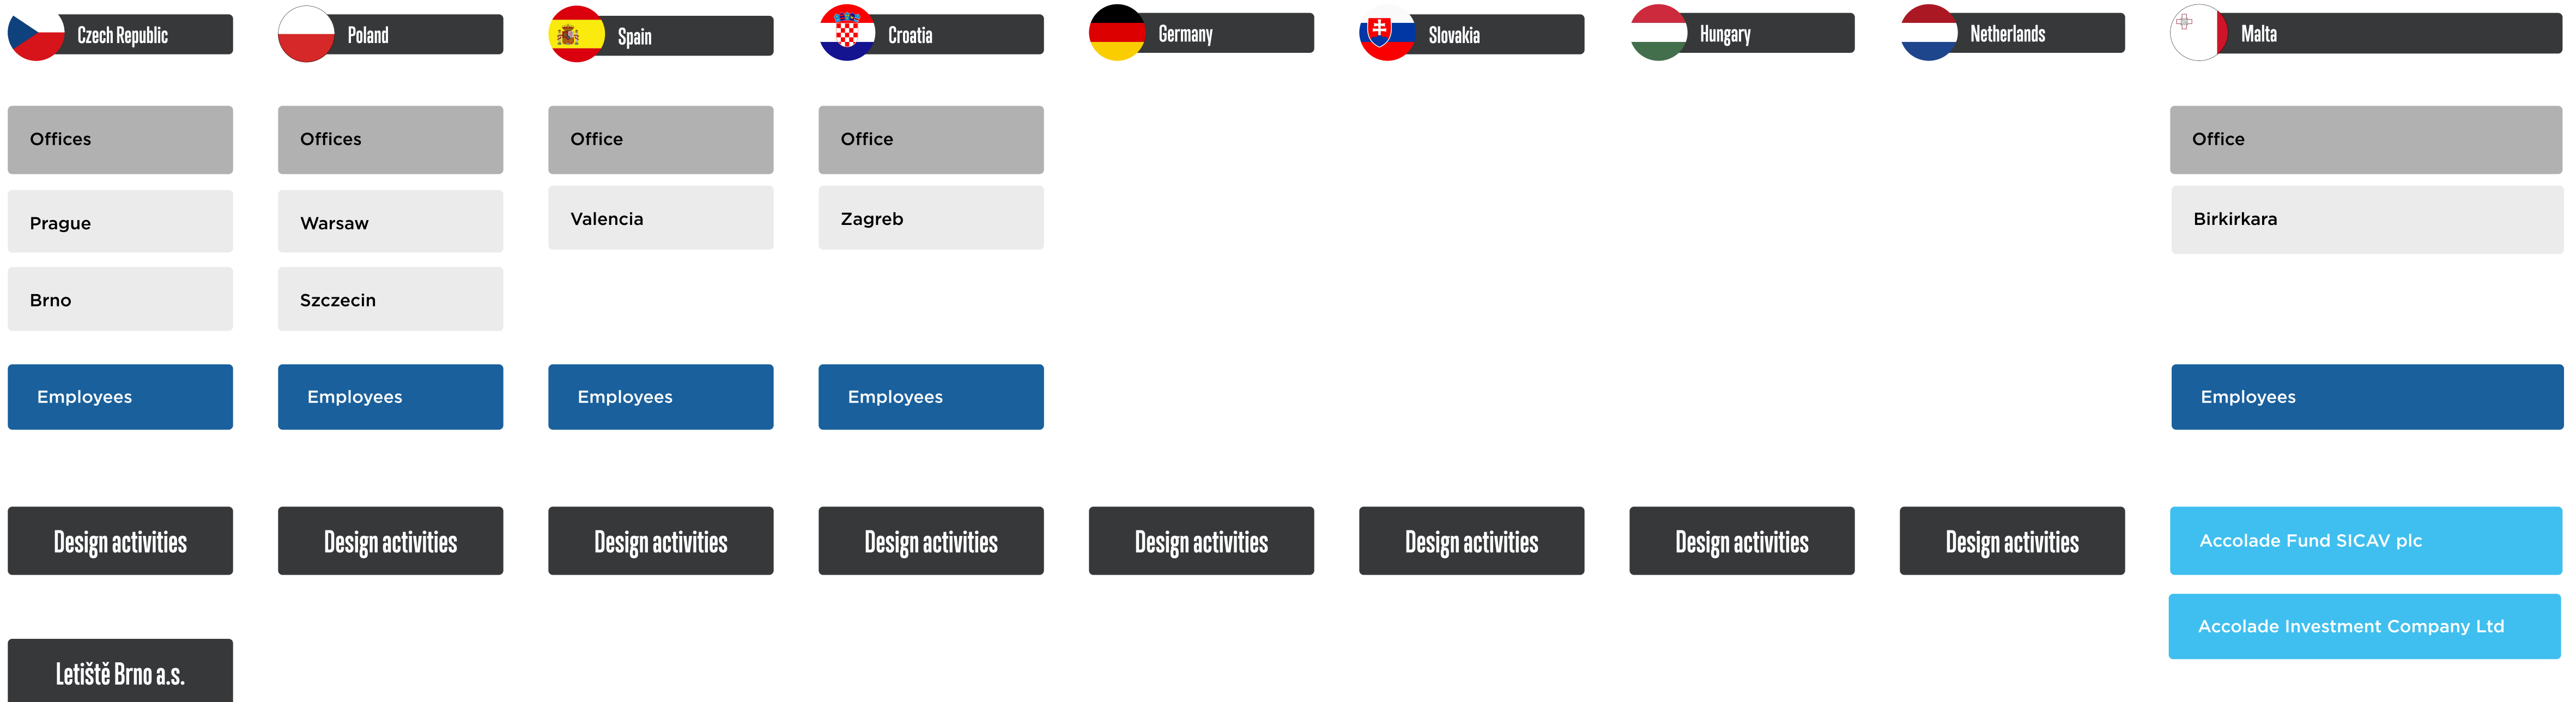 Czech Republic
Poland
Spain
Croatia
Germany
Slovakia
Hungary
Netherlands
Malta
Offices
Offices
Office
Office
Office
Prague
Warsaw
Valencia
Zagreb
Birkirkara
Brno
Szczecin
Employees
Employees
Employees
Employees
Employees
Design activities
Design activities
Design activities
Design activities
Design activities
Design activities
Design activities
Design activities
Accolade Fund SICAV plc
Accolade Investment Company Ltd
Letiště Brno a.s.